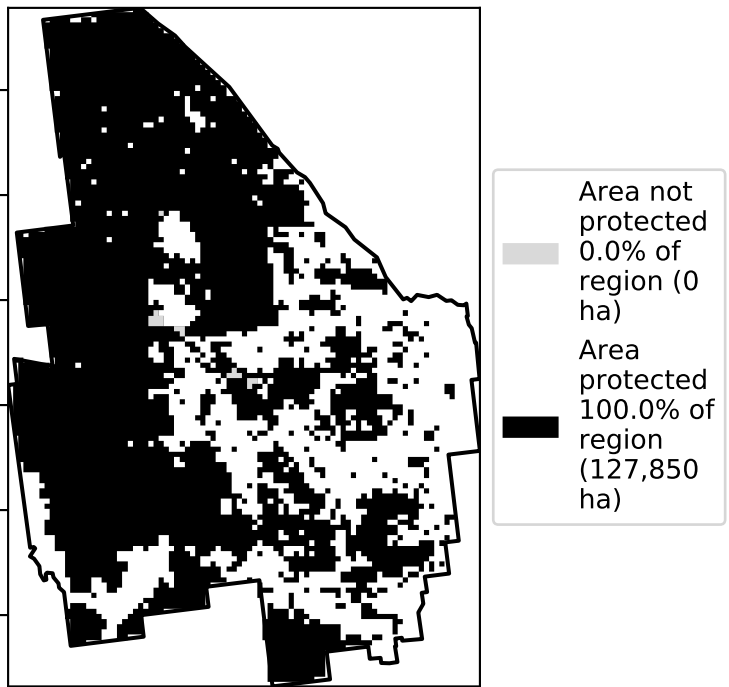 Area not
protected
0.0% of
region (0
ha)
Area
protected
100.0% of
region
(127,850
ha)